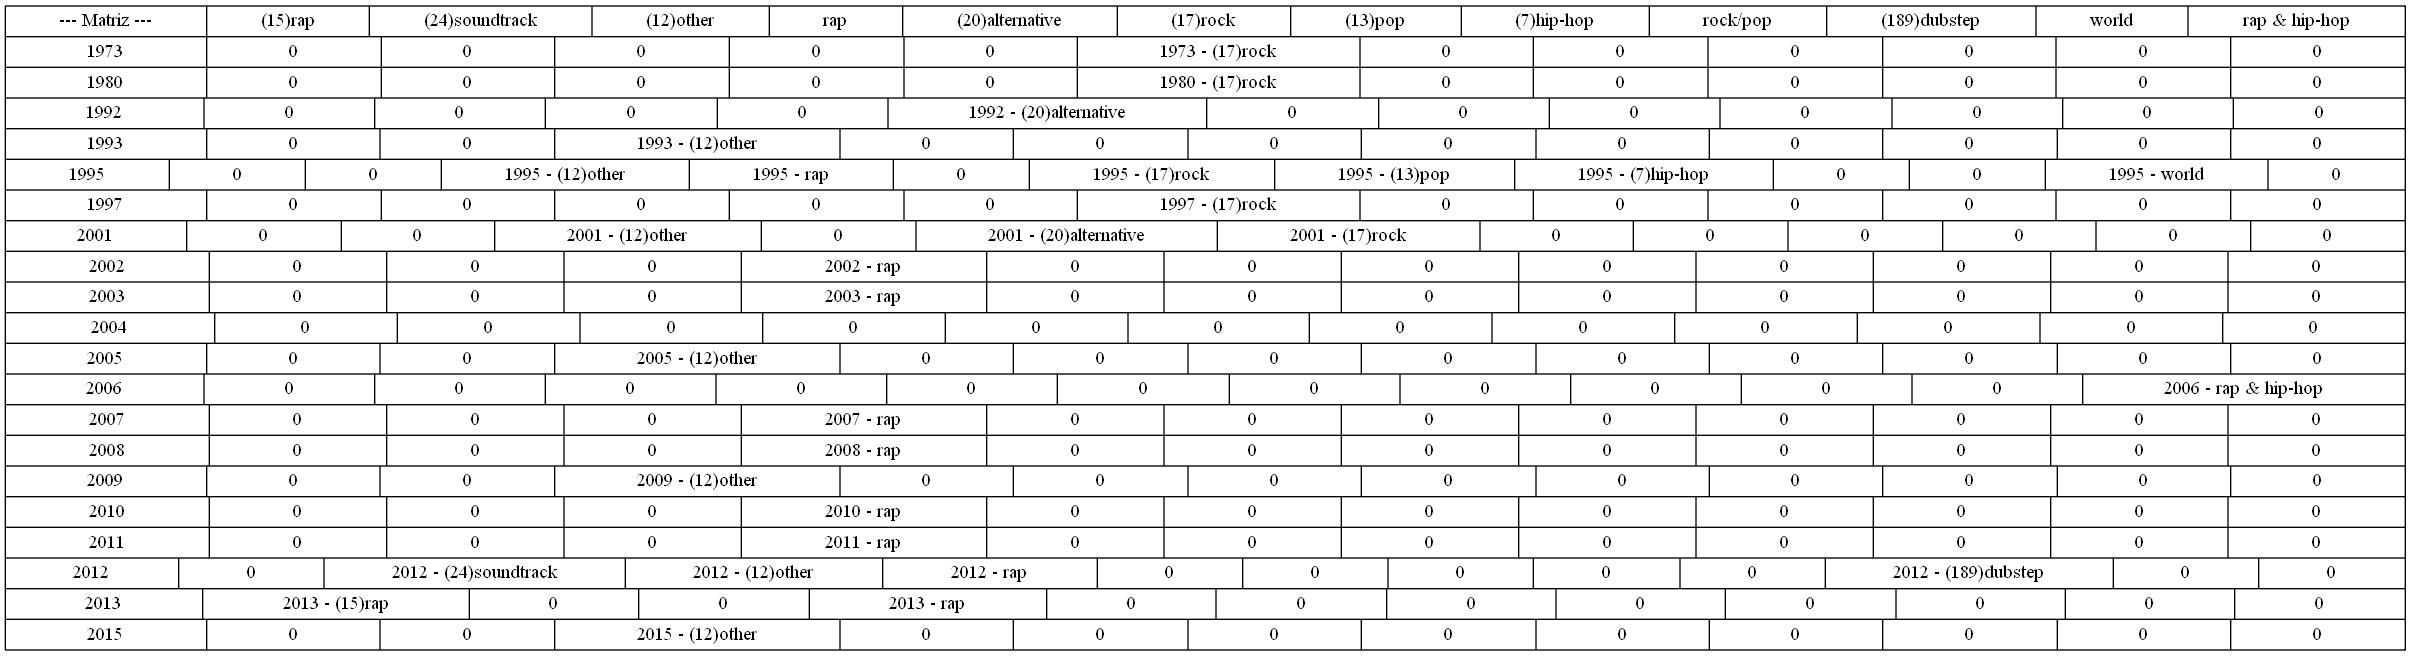 --- Matriz --- (15)rap (24)soundtrack (12)other rap (20)alternative (17)rock (13)pop (7)hip-hop rock/pop (189)dubstep world rap & hip-hop
1973 0 0 0 0 0 1973 - (17)rock 0 0 0 0 0 0
1980 0 0 0 0 0 1980 - (17)rock 0 0 0 0 0 0
1992 0 0 0 0 1992 - (20)alternative 0 0 0 0 0 0 0
1993 0 0 1993 - (12)other 0 0 0 0 0 0 0 0 0
1995 0 0 1995 - (12)other 1995 - rap 0 1995 - (17)rock 1995 - (13)pop 1995 - (7)hip-hop 0 0 1995 - world 0
1997 0 0 0 0 0 1997 - (17)rock 0 0 0 0 0 0
2001 0 0 2001 - (12)other 0 2001 - (20)alternative 2001 - (17)rock 0 0 0 0 0 0
2002 0 0 0 2002 - rap 0 0 0 0 0 0 0 0
2003 0 0 0 2003 - rap 0 0 0 0 0 0 0 0
2004 0 0 0 0 0 0 0 0 0 0 0 0
2005 0 0 2005 - (12)other 0 0 0 0 0 0 0 0 0
2006 0 0 0 0 0 0 0 0 0 0 0 2006 - rap & hip-hop
2007 0 0 0 2007 - rap 0 0 0 0 0 0 0 0
2008 0 0 0 2008 - rap 0 0 0 0 0 0 0 0
2009 0 0 2009 - (12)other 0 0 0 0 0 0 0 0 0
2010 0 0 0 2010 - rap 0 0 0 0 0 0 0 0
2011 0 0 0 2011 - rap 0 0 0 0 0 0 0 0
2012 0 2012 - (24)soundtrack 2012 - (12)other 2012 - rap 0 0 0 0 0 2012 - (189)dubstep 0 0
2013 2013 - (15)rap 0 0 2013 - rap 0 0 0 0 0 0 0 0
2015 0 0 2015 - (12)other 0 0 0 0 0 0 0 0 0